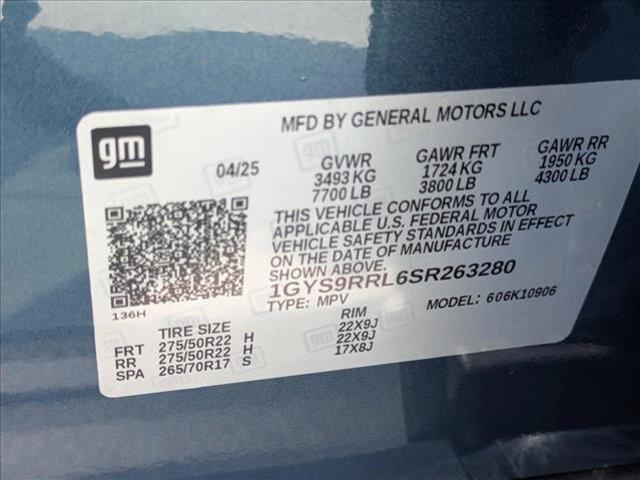 MFD BY GENERAL MOTORS LLC
gm
04/25
GVWR GAWR FRT GAWR RR
3493 KG 1724 KG 1950 KG
7700 LB 3800 LB 4300 LB
THIS VEHICLE CONFORMS TO ALL
APPLICABLE U.S. FEDERAL MOTOR
VEHICLE SAFETY STANDARDS IN EFFECT
ON THE DATE OF MANUFACTURE
SHOWN ABOVE.
1GYS9RRL6SR263280
TYPE: MPV MODEL: 606K10906
136H
TIRE SIZE RIM
FRT 275/50R22 H 22X9J
RR 275/50R22 H 22X9J
SPA 265/70R17 S 17X8J